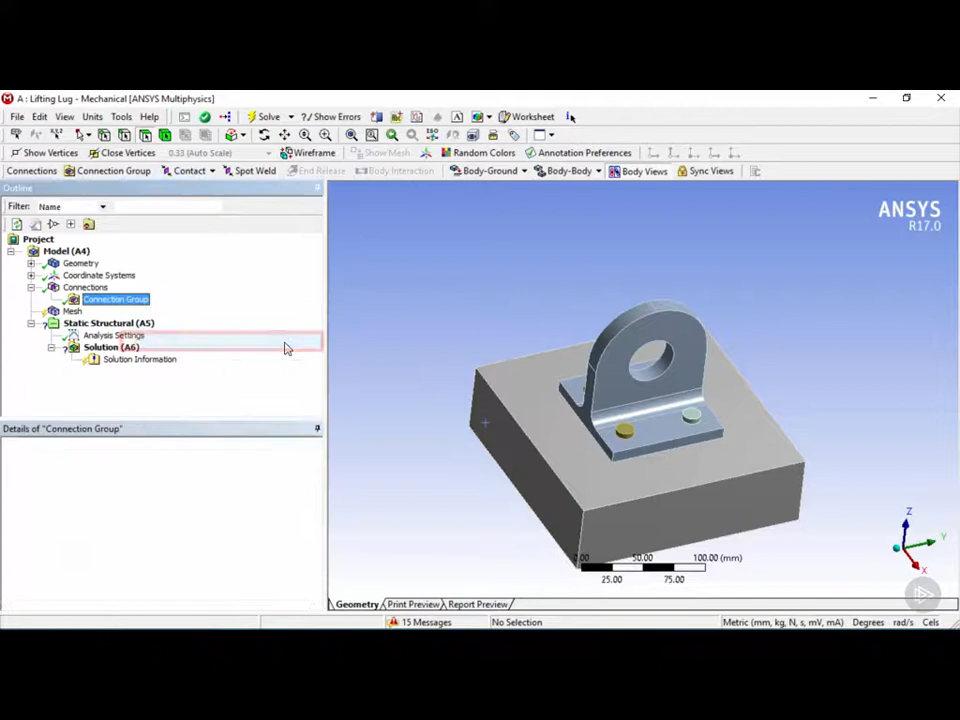 A : Lifting Lug - Mechanical [ANSYS Multiphysics]
File Edit View Units Tools Help Solve ?/ Show Errors Worksheet
Show Vertices Close Vertices 0.33 (Auto Scale) Wireframe Show Mesh Random Colors Annotation Preferences
Connections Connection Group Contact Spot Weld End Release Body Interaction Body-Ground Body-Body Body Views Sync Views
Outline
Filter: Name
Project
Model (A4)
Geometry
Coordinate Systems
Connections
Connection Group
Mesh
Static Structural (A5)
Analysis Settings
Solution (A6)
Solution Information
Details of "Connection Group"
ANSYS
R17.0
Z
Y
X
0.00 50.00 100.00 (mm)
25.00 75.00
Geometry Print Preview Report Preview
15 Messages No Selection Metric (mm, kg, N, s, mV, mA) Degrees rad/s Cels